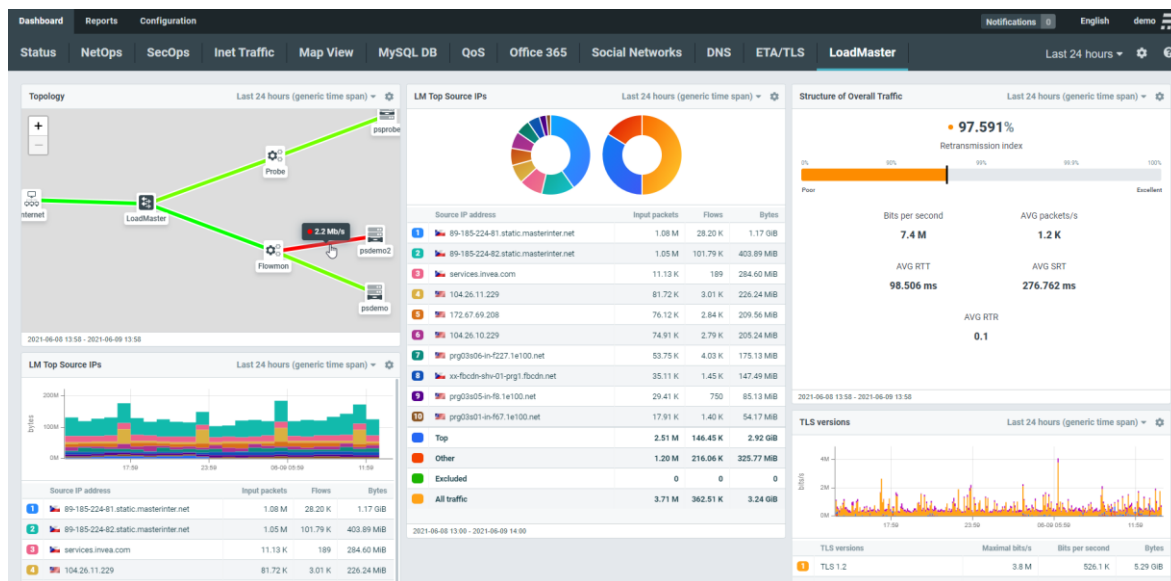 Dashboard Reports Configuration Notifications 0 English demo
Status NetOps SecOps Inet Traffic Map View MySQL DB QoS Office 365 Social Networks DNS ETA/TLS LoadMaster Last 24 hours
Topology Last 24 hours (generic time span)
+
−
psprobe
Probe
nternet
LoadMaster
2.2 Mb/s
psdemo2
Flowmon
psdemo
2021-06-08 13:58 - 2021-06-09 13:58
LM Top Source IPs Last 24 hours (generic time span)
bytes
200M
100M
0M
17:59 23:59 06-09 05:59 11:59
Source IP address Input packets Flows Bytes
1 89-185-224-81.static.masterinter.net 1.08 M 28.20 K 1.17 GiB
2 89-185-224-82.static.masterinter.net 1.05 M 101.79 K 403.89 MiB
3 services.invea.com 11.13 K 189 284.60 MiB
4 104.26.11.229 81.72 K 3.01 K 226.24 MiB
LM Top Source IPs Last 24 hours (generic time span)
Source IP address Input packets Flows Bytes
1 89-185-224-81.static.masterinter.net 1.08 M 28.20 K 1.17 GiB
2 89-185-224-82.static.masterinter.net 1.05 M 101.79 K 403.89 MiB
3 services.invea.com 11.13 K 189 284.60 MiB
4 104.26.11.229 81.72 K 3.01 K 226.24 MiB
5 172.67.69.208 76.12 K 2.84 K 209.56 MiB
6 104.26.10.229 74.91 K 2.79 K 205.24 MiB
7 prg03s06-in-f227.1e100.net 53.75 K 4.03 K 175.13 MiB
8 xx-fbcdn-shv-01-prg1.fbcdn.net 35.11 K 1.45 K 147.49 MiB
9 prg03s05-in-f8.1e100.net 29.41 K 750 85.13 MiB
10 prg03s01-in-f67.1e100.net 17.91 K 1.40 K 54.17 MiB
Top 2.51 M 146.45 K 2.92 GiB
Other 1.20 M 216.06 K 325.77 MiB
Excluded 0 0 0
All traffic 3.71 M 362.51 K 3.24 GiB
2021-06-08 13:00 - 2021-06-09 14:00
Structure of Overall Traffic Last 24 hours (generic time span)
97.591%
Retransmission index
0% 90% 99% 99.9% 100%
Poor Excellent
Bits per second AVG packets/s
7.4 M 1.2 K
AVG RTT AVG SRT
98.506 ms 276.762 ms
AVG RTR
0.1
2021-06-08 13:58 - 2021-06-09 13:58
TLS versions Last 24 hours (generic time span)
bits/s
4M
2M
0M
17:59 23:59 06-09 05:59 11:59
TLS versions Maximal bits/s Bits per second Bytes
1 TLS 1.2 3.8 M 526.1 K 5.29 GiB